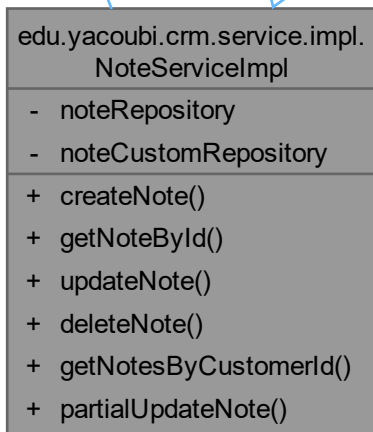 edu.yacoubi.crm.service.impl.
NoteServiceImpl
- noteRepository
- noteCustomRepository
+ createNote()
+ getNoteById()
+ updateNote()
+ deleteNote()
+ getNotesByCustomerId()
+ partialUpdateNote()